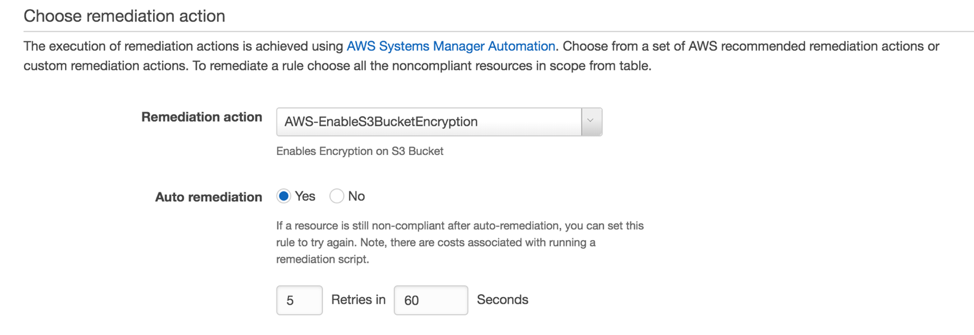 Choose remediation action
The execution of remediation actions is achieved using AWS Systems Manager Automation. Choose from a set of AWS recommended remediation actions or
custom remediation actions. To remediate a rule choose all the noncompliant resources in scope from table.
Remediation action AWS-EnableS3BucketEncryption
Enables Encryption on S3 Bucket
Auto remediation Yes No
If a resource is still non-compliant after auto-remediation, you can set this
rule to try again. Note, there are costs associated with running a
remediation script.
5 Retries in 60 Seconds